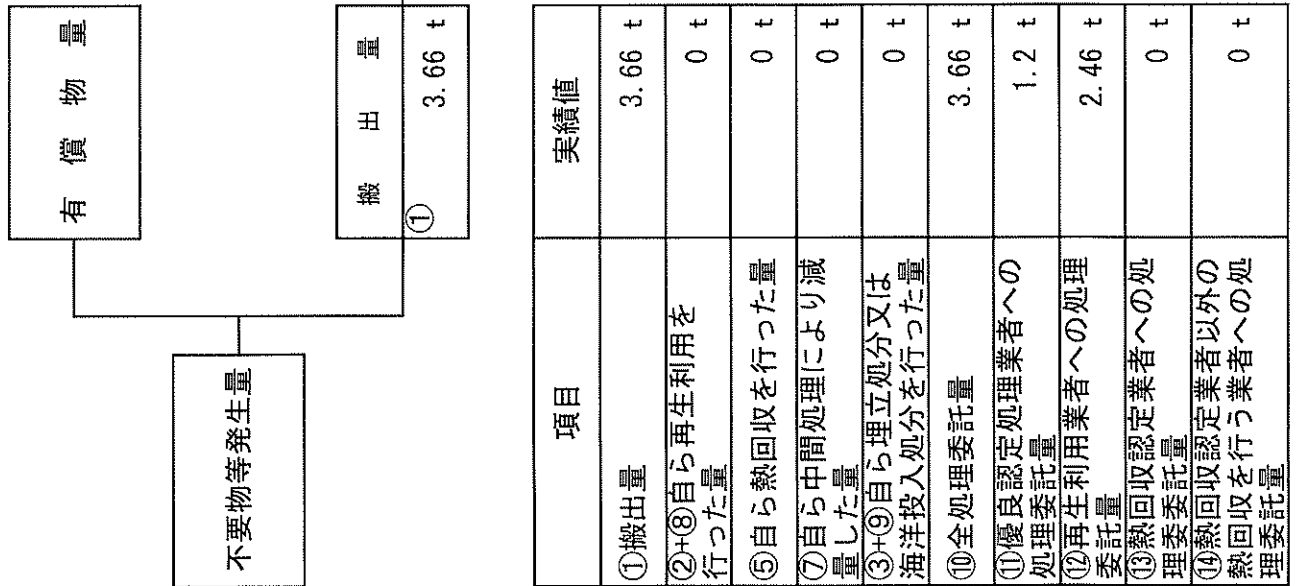 有償物量
不要物等発生量
搬出量
① 3.66 t
項目 実績値
①搬出量 3.66 t
②+⑧自ら再生利用を
行った量 0 t
⑤自ら熱回収を行った量 0 t
⑦自ら中間処理により減
量した量 0 t
③+⑨自ら埋立処分又は
海洋投入処分を行った量 0 t
⑩全処理委託量 3.66 t
⑪優良認定処理業者への
処理委託量 1.2 t
⑫再生利用業者への処理
委託量 2.46 t
⑬熱回収認定業者への処
理委委託量 0 t
⑭熱回収認定業者以外の
熱回収を行う業者への処
理委託量 0 t